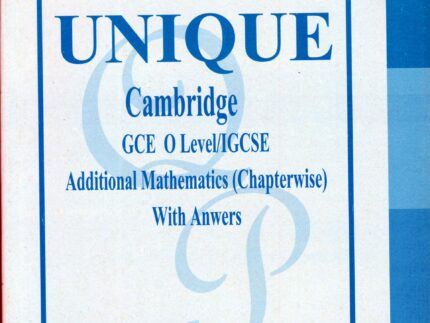 UNIQUE
Cambridge
GCE O Level/IGCSE
Additional Mathematics (Chapterwise)
With Anwers